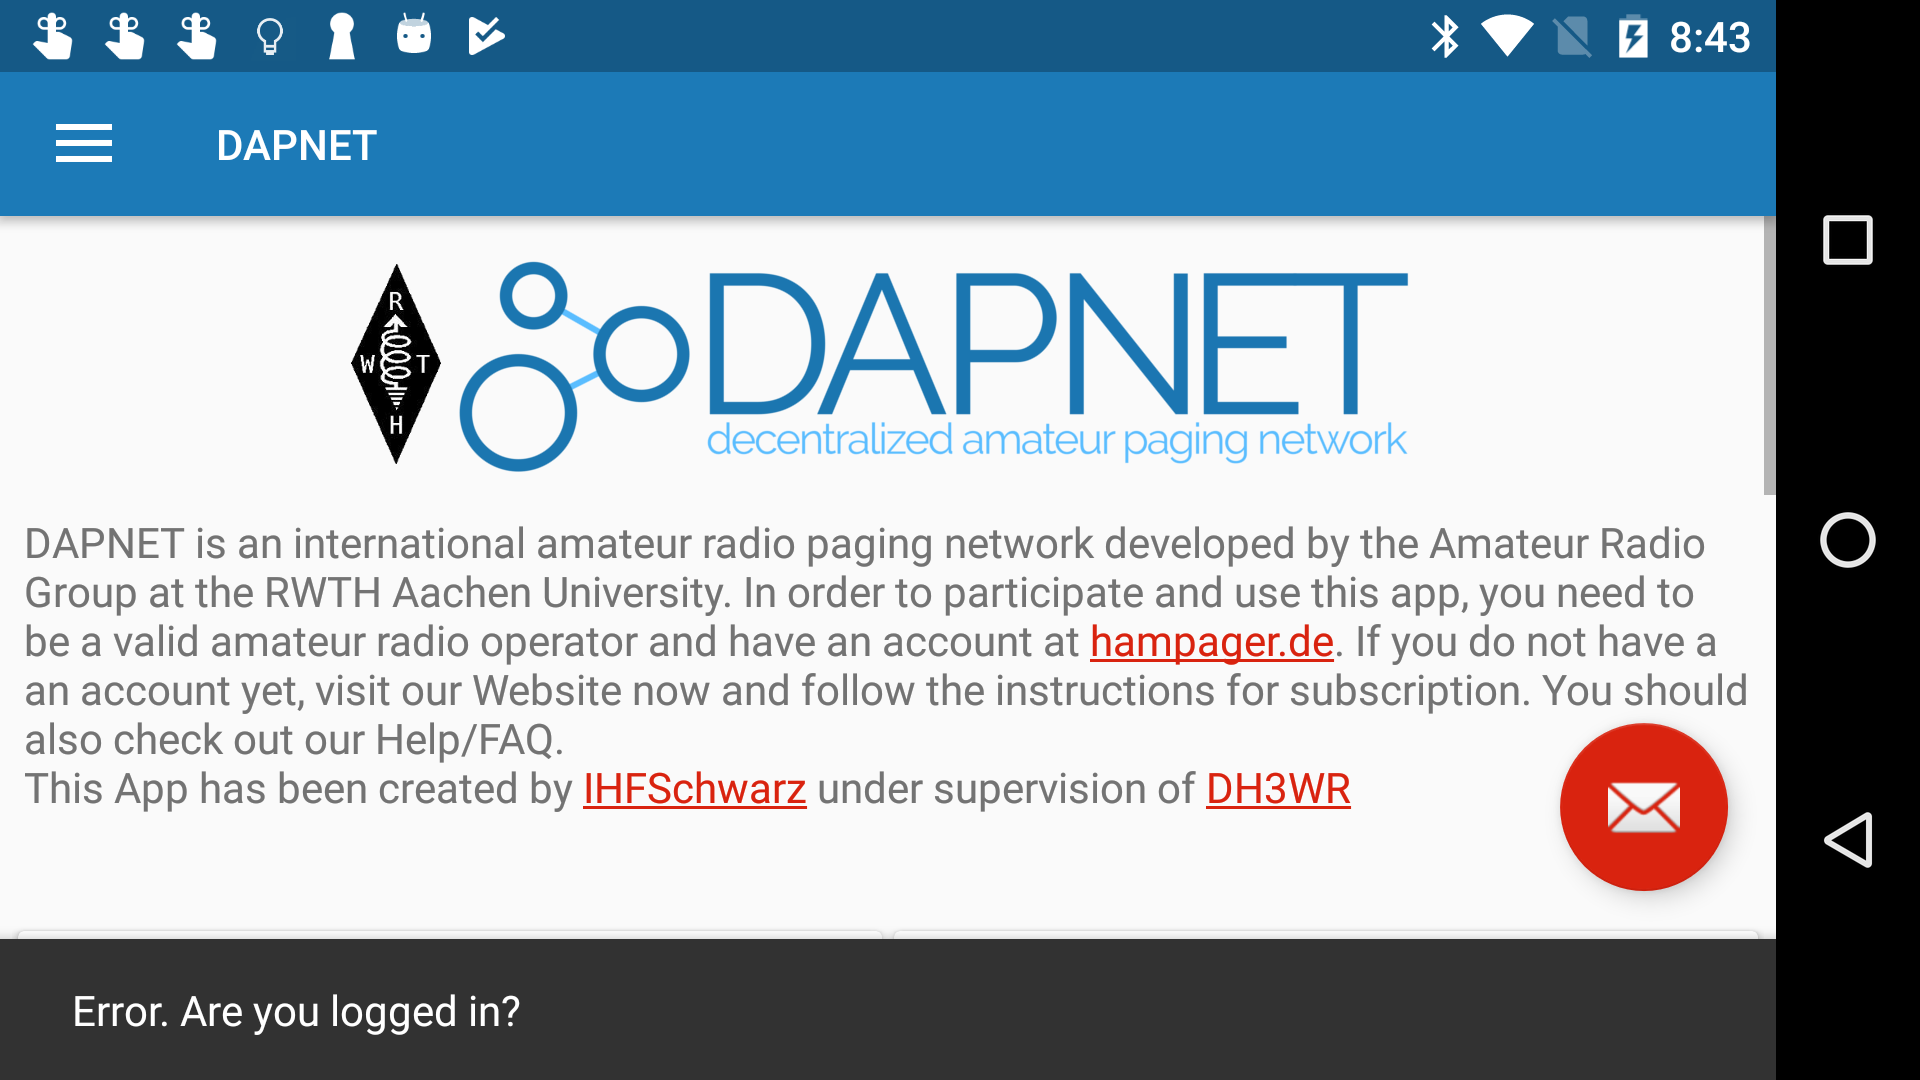 8:43
DAPNET
R
W T
H
DAPNET
decentralized amateur paging network
DAPNET is an international amateur radio paging network developed by the Amateur Radio
Group at the RWTH Aachen University. In order to participate and use this app, you need to
be a valid amateur radio operator and have an account at hampager.de. If you do not have a
an account yet, visit our Website now and follow the instructions for subscription. You should
also check out our Help/FAQ.
This App has been created by IHFSchwarz under supervision of DH3WR
Error. Are you logged in?